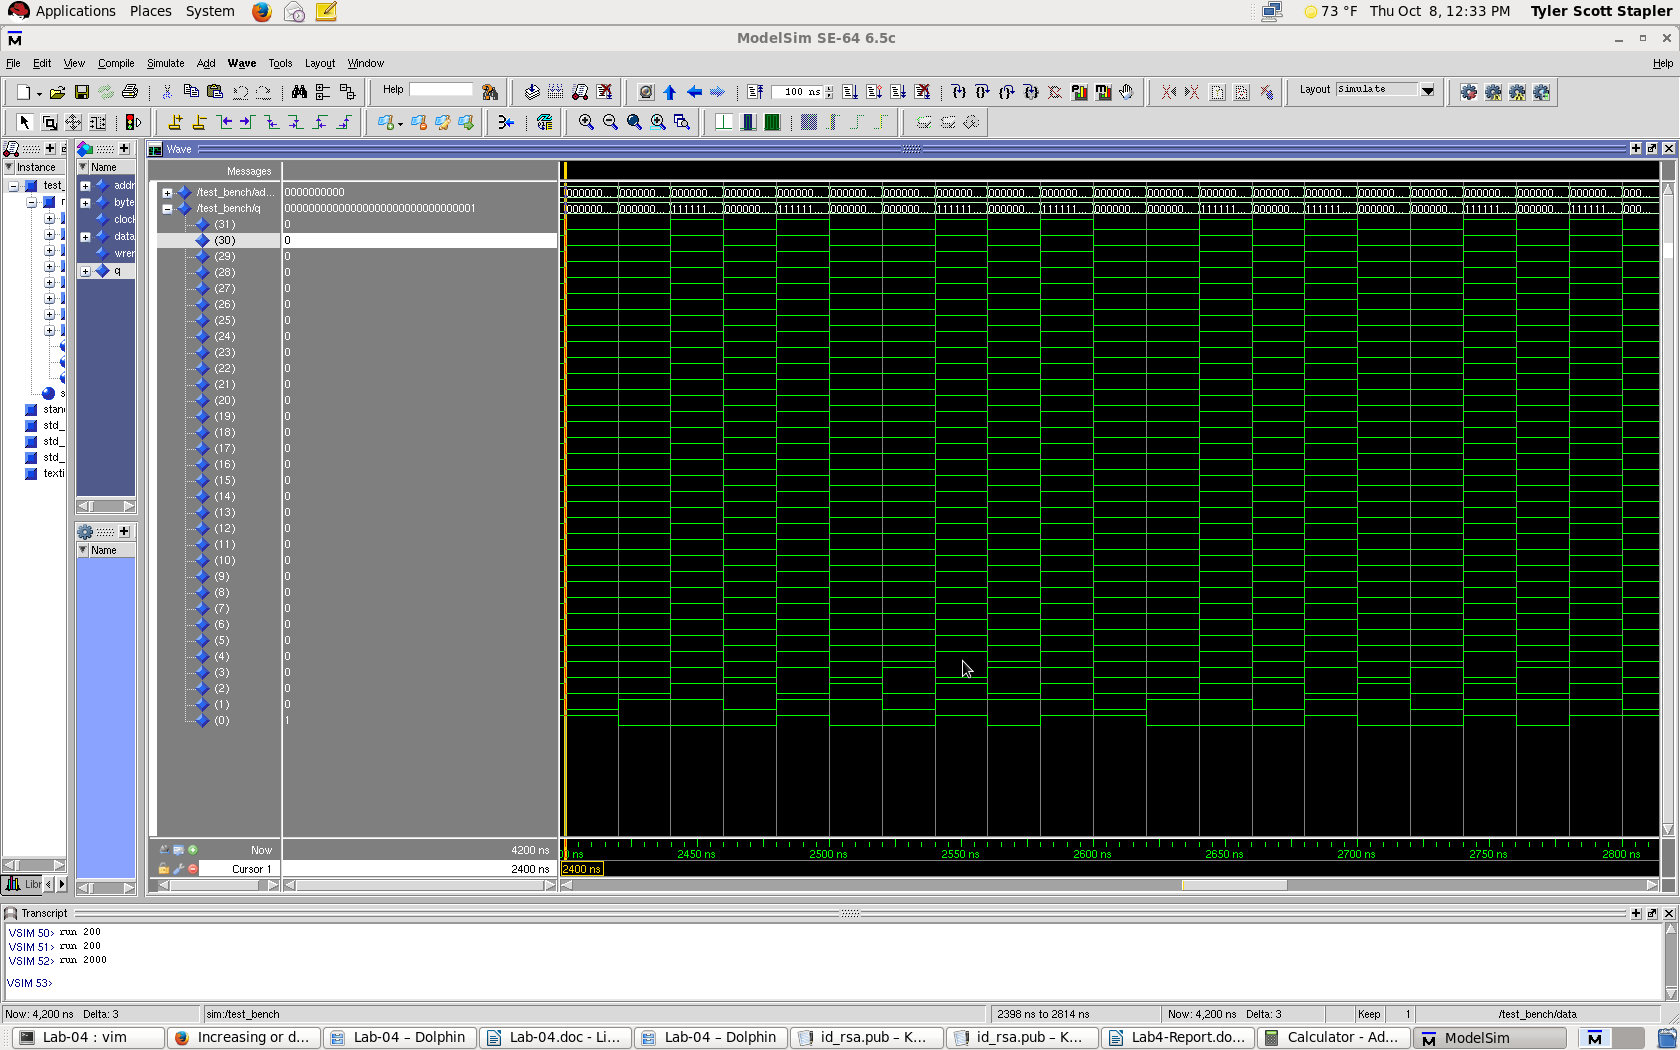 Applications Places System 73 °F Thu Oct 8, 12:33 PM Tyler Scott Stapler
ModelSim SE-64 6.5c
File Edit View Compile Simulate Add Wave Tools Layout Window Help
Help 100 ns Layout Simulate
Wave
Instance
Name
Messages
test_
addr
byte
clock
data
wren
q
stand
std_
std_
std_
texti
Libr
Name
/test_bench/ad... 0000000000
/test_bench/q 00000000000000000000000000000001
(31) 0
(30) 0
(29) 0
(28) 0
(27) 0
(26) 0
(25) 0
(24) 0
(23) 0
(22) 0
(21) 0
(20) 0
(19) 0
(18) 0
(17) 0
(16) 0
(15) 0
(14) 0
(13) 0
(12) 0
(11) 0
(10) 0
(9) 0
(8) 0
(7) 0
(6) 0
(5) 0
(4) 0
(3) 0
(2) 0
(1) 0
(0) 1
000000... 000000... 000000... 000000... 000000... 000000... 000000... 000000... 000000... 000000... 000000... 000000... 000000... 000000... 000000... 000000... 000000... 000000... 000000... 000000... 000...
000000... 000000... 111111... 000000... 111111... 000000... 000000... 111111... 000000... 111111... 000000... 000000... 111111... 000000... 111111... 000000... 000000... 111111... 000000... 111111... 000...
Now 4200 ns 2450 ns 2500 ns 2550 ns 2600 ns 2650 ns 2700 ns 2750 ns 2800 ns
Cursor 1 2400 ns 2400 ns
Transcript
VSIM 50> run 200
VSIM 51> run 200
VSIM 52> run 2000
VSIM 53>
Now: 4,200 ns Delta: 3 sim:/test_bench 2398 ns to 2814 ns Now: 4,200 ns Delta: 3 Keep 1 /test_bench/data
Lab-04 : vim Increasing or d... Lab-04 – Dolphin Lab-04.doc - Li... Lab-04 – Dolphin id_rsa.pub – K... id_rsa.pub – K... Lab4-Report.do... Calculator - Ad... ModelSim